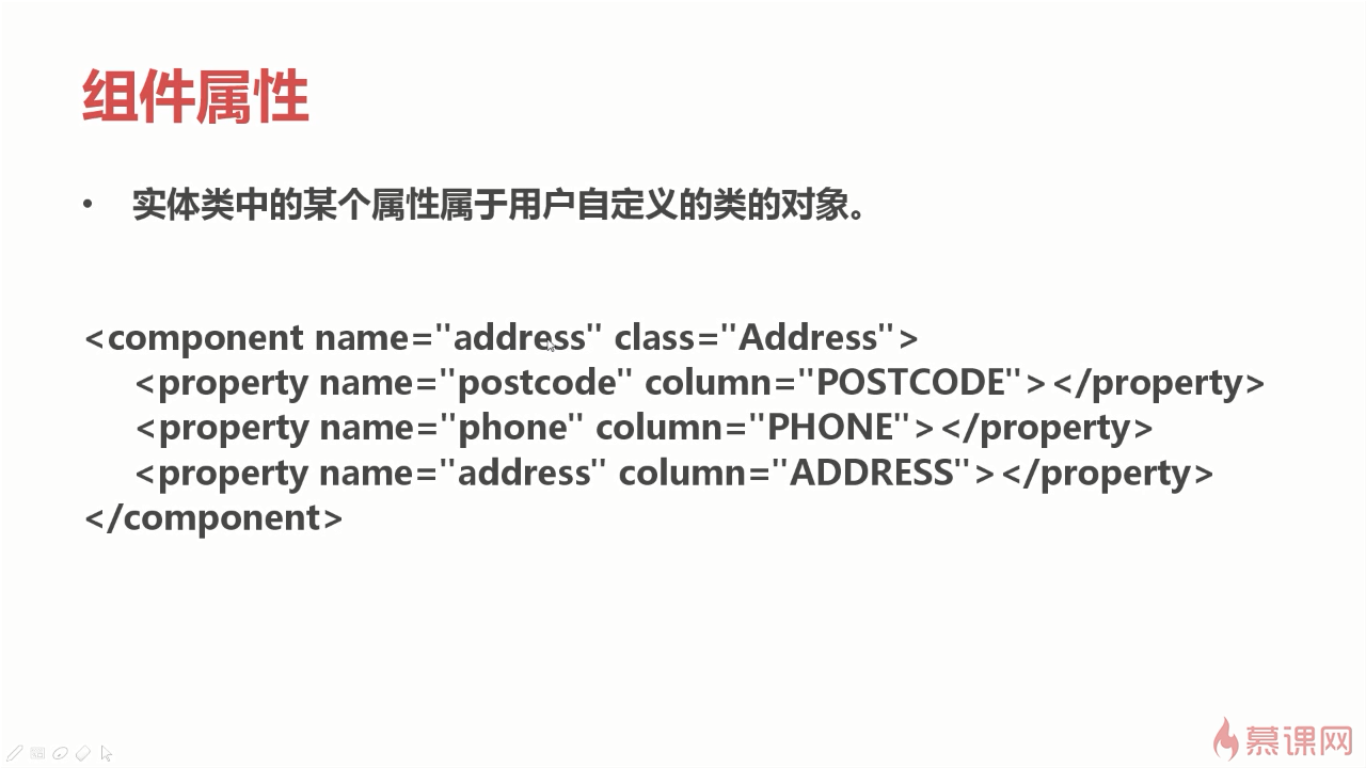 组件属性
• 实体类中的某个属性属于用户自定义的类的对象。
<component name="address" class="Address">
<property name="postcode" column="POSTCODE"></property>
<property name="phone" column="PHONE"></property>
<property name="address" column="ADDRESS"></property>
</component>
慕课网